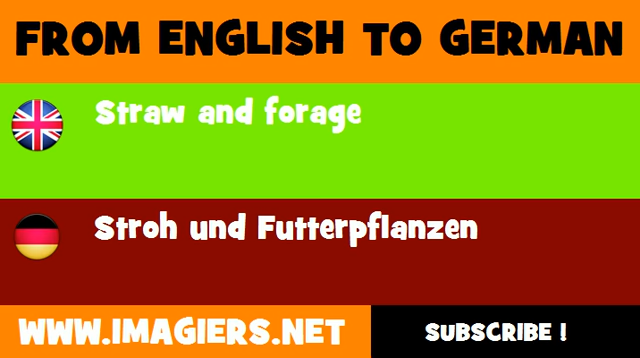 FROM ENGLISH TO GERMAN
Straw and forage
Stroh und Futterpflanzen
WWW.IMAGIERS.NET
SUBSCRIBE !